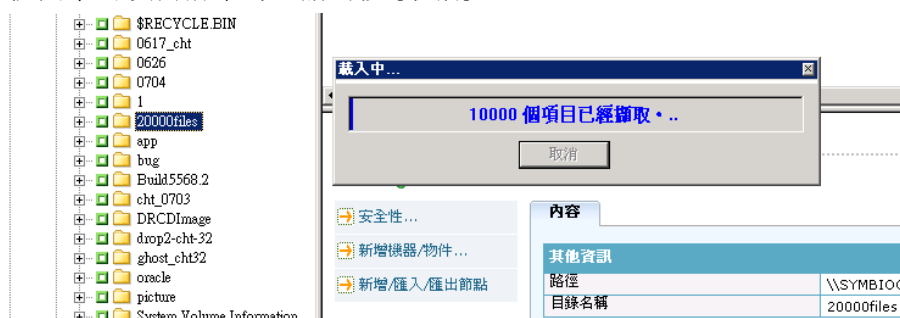 $RECYCLE.BIN
0617_cht
0626
0704
1
20000files
app
bug
Build5568.2
cht_0703
DRCDImage
drop2-cht-32
ghost_cht32
oracle
picture
System Volume Information
載入中...
10000 個項目已經擷取。..
取消
安全性...
新增機器/物件...
新增/匯入/匯出節點
內容
其他資訊
路徑
\\SYMBIO
目錄名稱
20000files